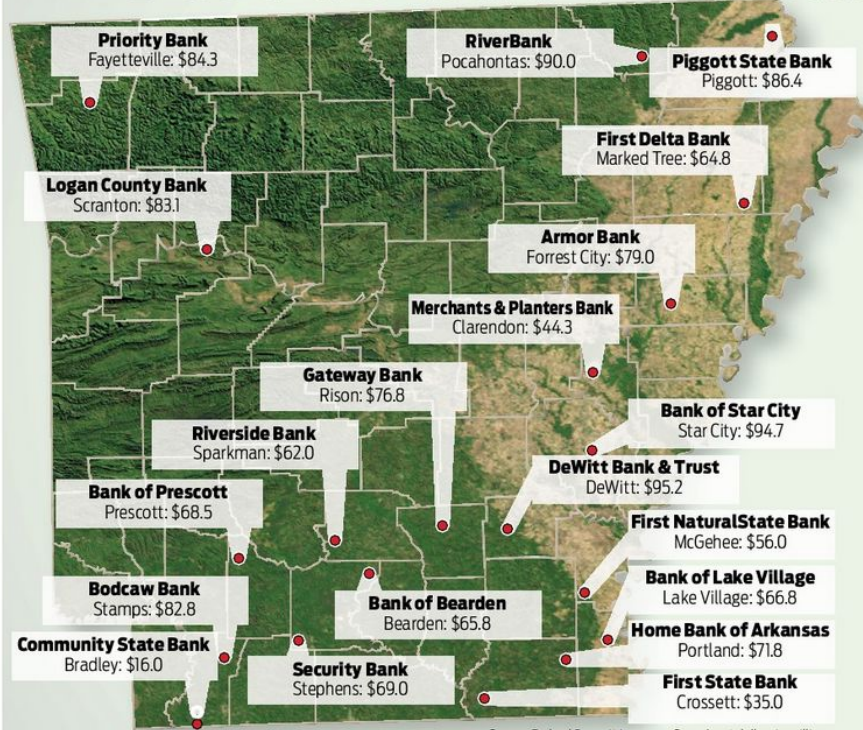 Priority Bank
Fayetteville: $84.3
RiverBank
Pocahontas: $90.0
Piggott State Bank
Piggott: $86.4
First Delta Bank
Marked Tree: $64.8
Logan County Bank
Scranton: $83.1
Armor Bank
Forrest City: $79.0
Merchants & Planters Bank
Clarendon: $44.3
Gateway Bank
Rison: $76.8
Bank of Star City
Star City: $94.7
Riverside Bank
Sparkman: $62.0
DeWitt Bank & Trust
DeWitt: $95.2
Bank of Prescott
Prescott: $68.5
First NaturalState Bank
McGehee: $56.0
Bank of Lake Village
Lake Village: $66.8
Bodcaw Bank
Stamps: $82.8
Bank of Bearden
Bearden: $65.8
Home Bank of Arkansas
Portland: $71.8
Community State Bank
Bradley: $16.0
Security Bank
Stephens: $69.0
First State Bank
Crossett: $35.0